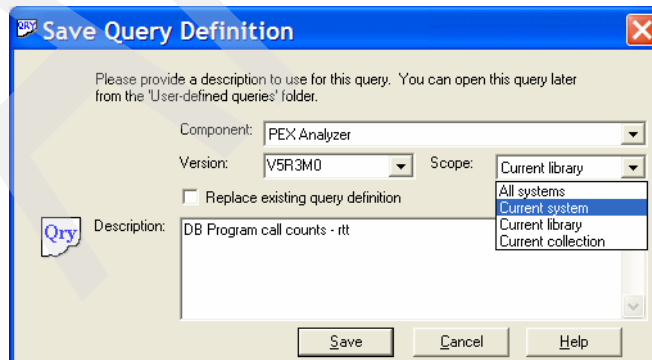 QRY Save Query Definition
Please provide a description to use for this query. You can open this query later
from the 'User-defined queries' folder.
Component: PEX Analyzer
Version: V5R3M0 Scope: Current library
Replace existing query definition
All systems
Current system
Current library
Current collection
Qry Description: DB Program call counts - rtt
Save Cancel Help